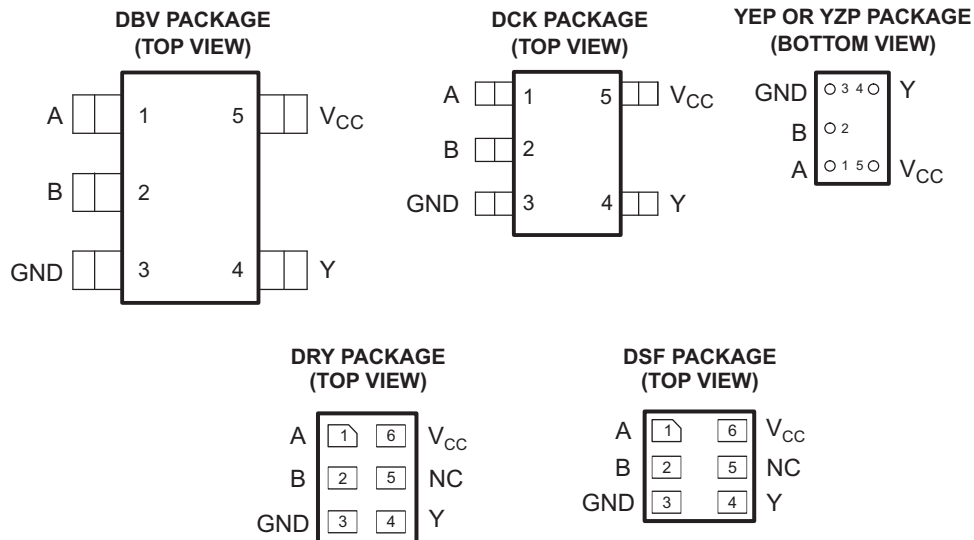 DBV PACKAGE
(TOP VIEW)
A 1 5 VCC
B 2
GND 3 4 Y
DCK PACKAGE
(TOP VIEW)
A 1 5 VCC
B 2
GND 3 4 Y
YEP OR YZP PACKAGE
(BOTTOM VIEW)
GND 3 4 Y
B 2
A 1 5 VCC
DRY PACKAGE
(TOP VIEW)
A 1 6 VCC
B 2 5 NC
GND 3 4 Y
DSF PACKAGE
(TOP VIEW)
A 1 6 VCC
B 2 5 NC
GND 3 4 Y